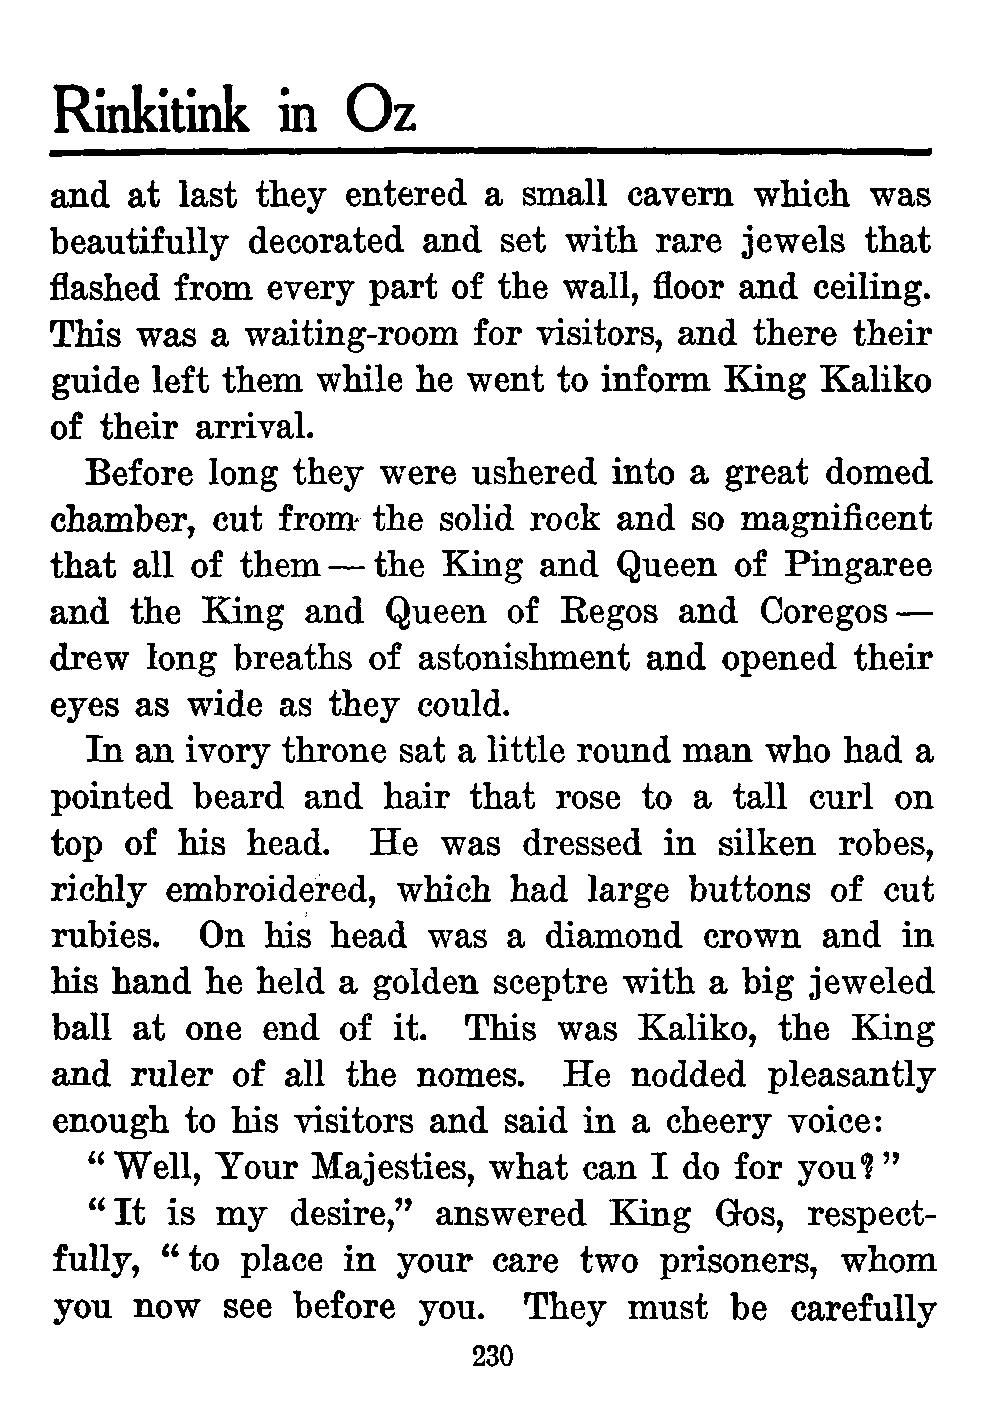 Rinkitink in Oz
and at last they entered a small cavern which was
beautifully decorated and set with rare jewels that
flashed from every part of the wall, floor and ceiling.
This was a waiting-room for visitors, and there their
guide left them while he went to inform King Kaliko
of their arrival.
Before long they were ushered into a great domed
chamber, cut from the solid rock and so magnificent
that all of them — the King and Queen of Pingaree
and the King and Queen of Regos and Coregos —
drew long breaths of astonishment and opened their
eyes as wide as they could.
In an ivory throne sat a little round man who had a
pointed beard and hair that rose to a tall curl on
top of his head. He was dressed in silken robes,
richly embroidered, which had large buttons of cut
rubies. On his head was a diamond crown and in
his hand he held a golden sceptre with a big jeweled
ball at one end of it. This was Kaliko, the King
and ruler of all the nomes. He nodded pleasantly
enough to his visitors and said in a cheery voice:
“Well, Your Majesties, what can I do for you?”
“It is my desire,” answered King Gos, respect-
fully, “to place in your care two prisoners, whom
you now see before you. They must be carefully
230